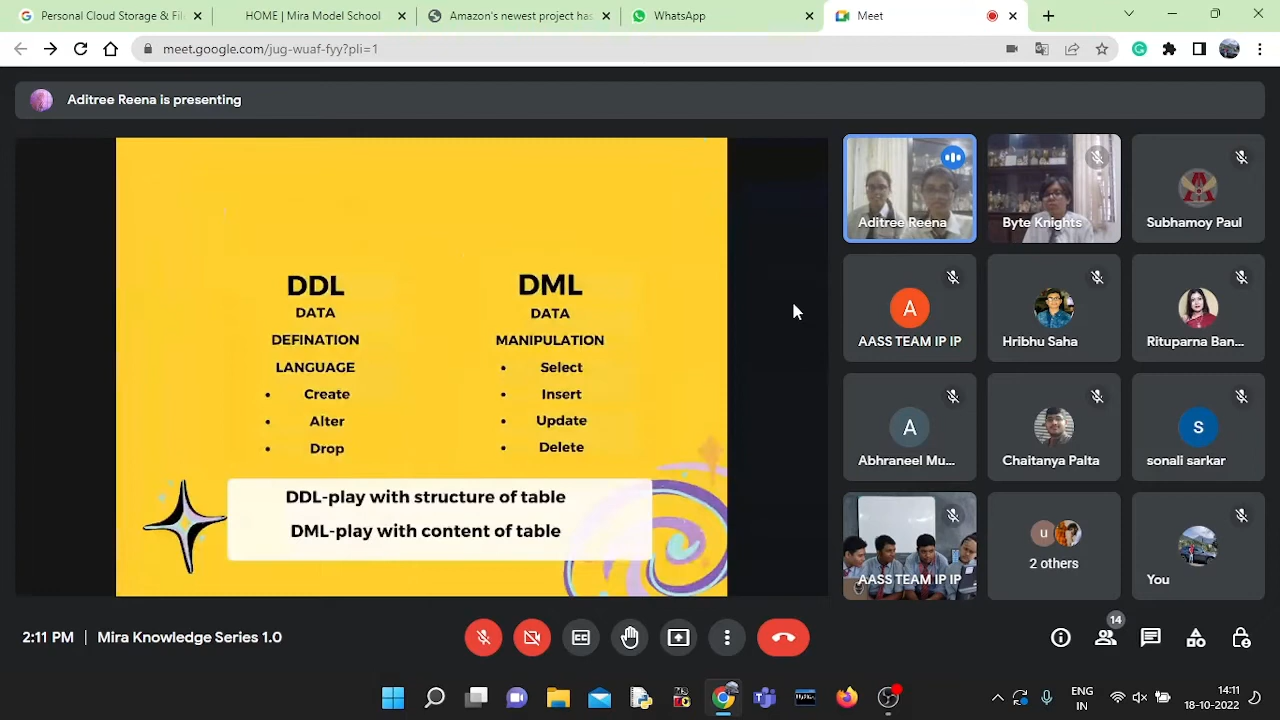 Personal Cloud Storage & Fil
HOME | Mira Model School
Amazon's newest project has
WhatsApp
Meet
meet.google.com/jug-wuaf-fyy?pli=1
Aditree Reena is presenting
DDL
DATA
DEFINATION
LANGUAGE
• Create
• Alter
• Drop
DML
DATA
MANIPULATION
• Select
• Insert
• Update
• Delete
DDL-play with structure of table
DML-play with content of table
Aditree Reena
Byte Knights
Subhamoy Paul
A
AASS TEAM IP IP
Hribhu Saha
Rituparna Ban...
A
Abhraneel Mu...
Chaitanya Palta
S
sonali sarkar
AASS TEAM IP IP
u
2 others
You
2:11 PM | Mira Knowledge Series 1.0
14
ENG
IN
14:11
18-10-2022